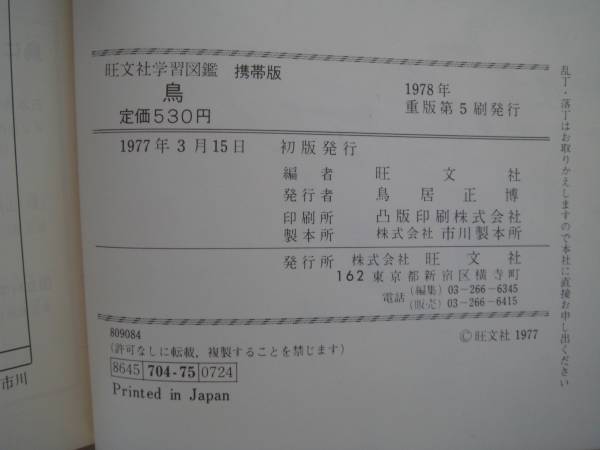 旺文社学習図鑑 携帯版
鳥
定価530円
1978年
重版第5刷発行
1977年3月15日 初版発行
編者 旺文社
発行者 鳥居正博
印刷所 凸版印刷株式会社
製本所 株式会社 市川製本所
発行所 株式会社 旺文社
162 東京都新宿区横寺町
電話 (編集) 03-266-6345
(販売) 03-266-6415
809084
©旺文社 1977
(許可なしに転載,複製することを禁じます)
8645 704-75 0724
Printed in Japan
乱丁・落丁はお取りかえしますので本社に直接お申し出ください
市川